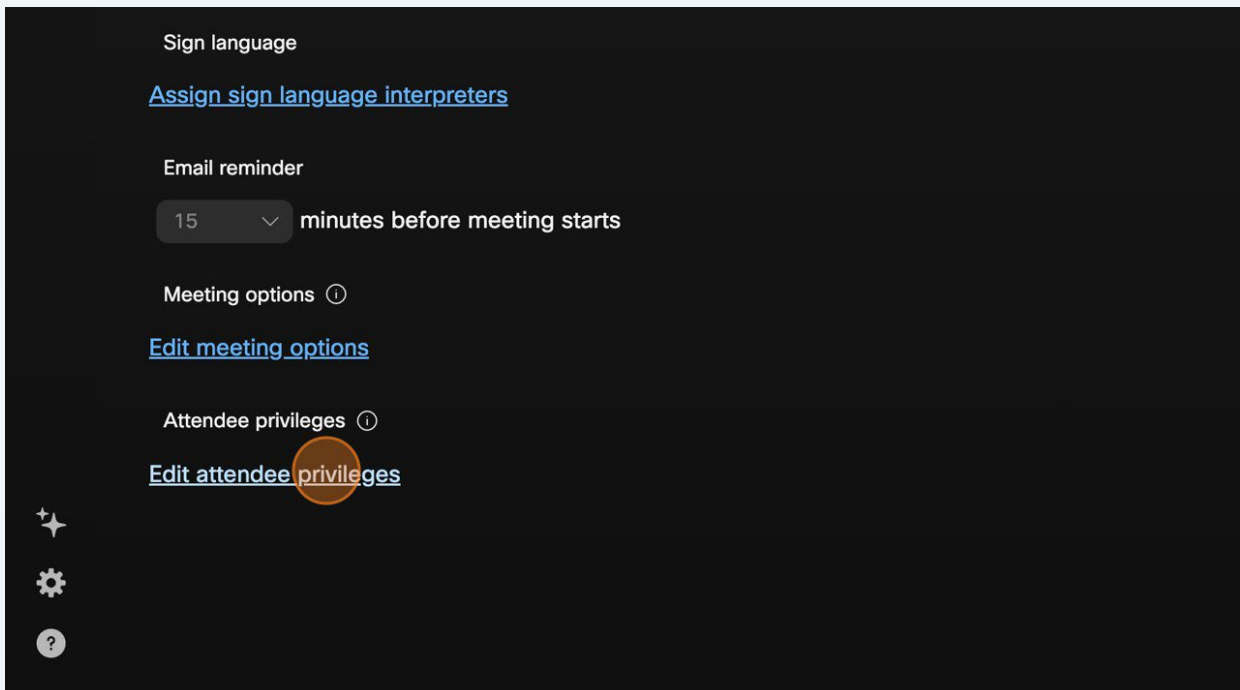 Sign language
Assign sign language interpreters
Email reminder
15 minutes before meeting starts
Meeting options
Edit meeting options
Attendee privileges
Edit attendee privileges